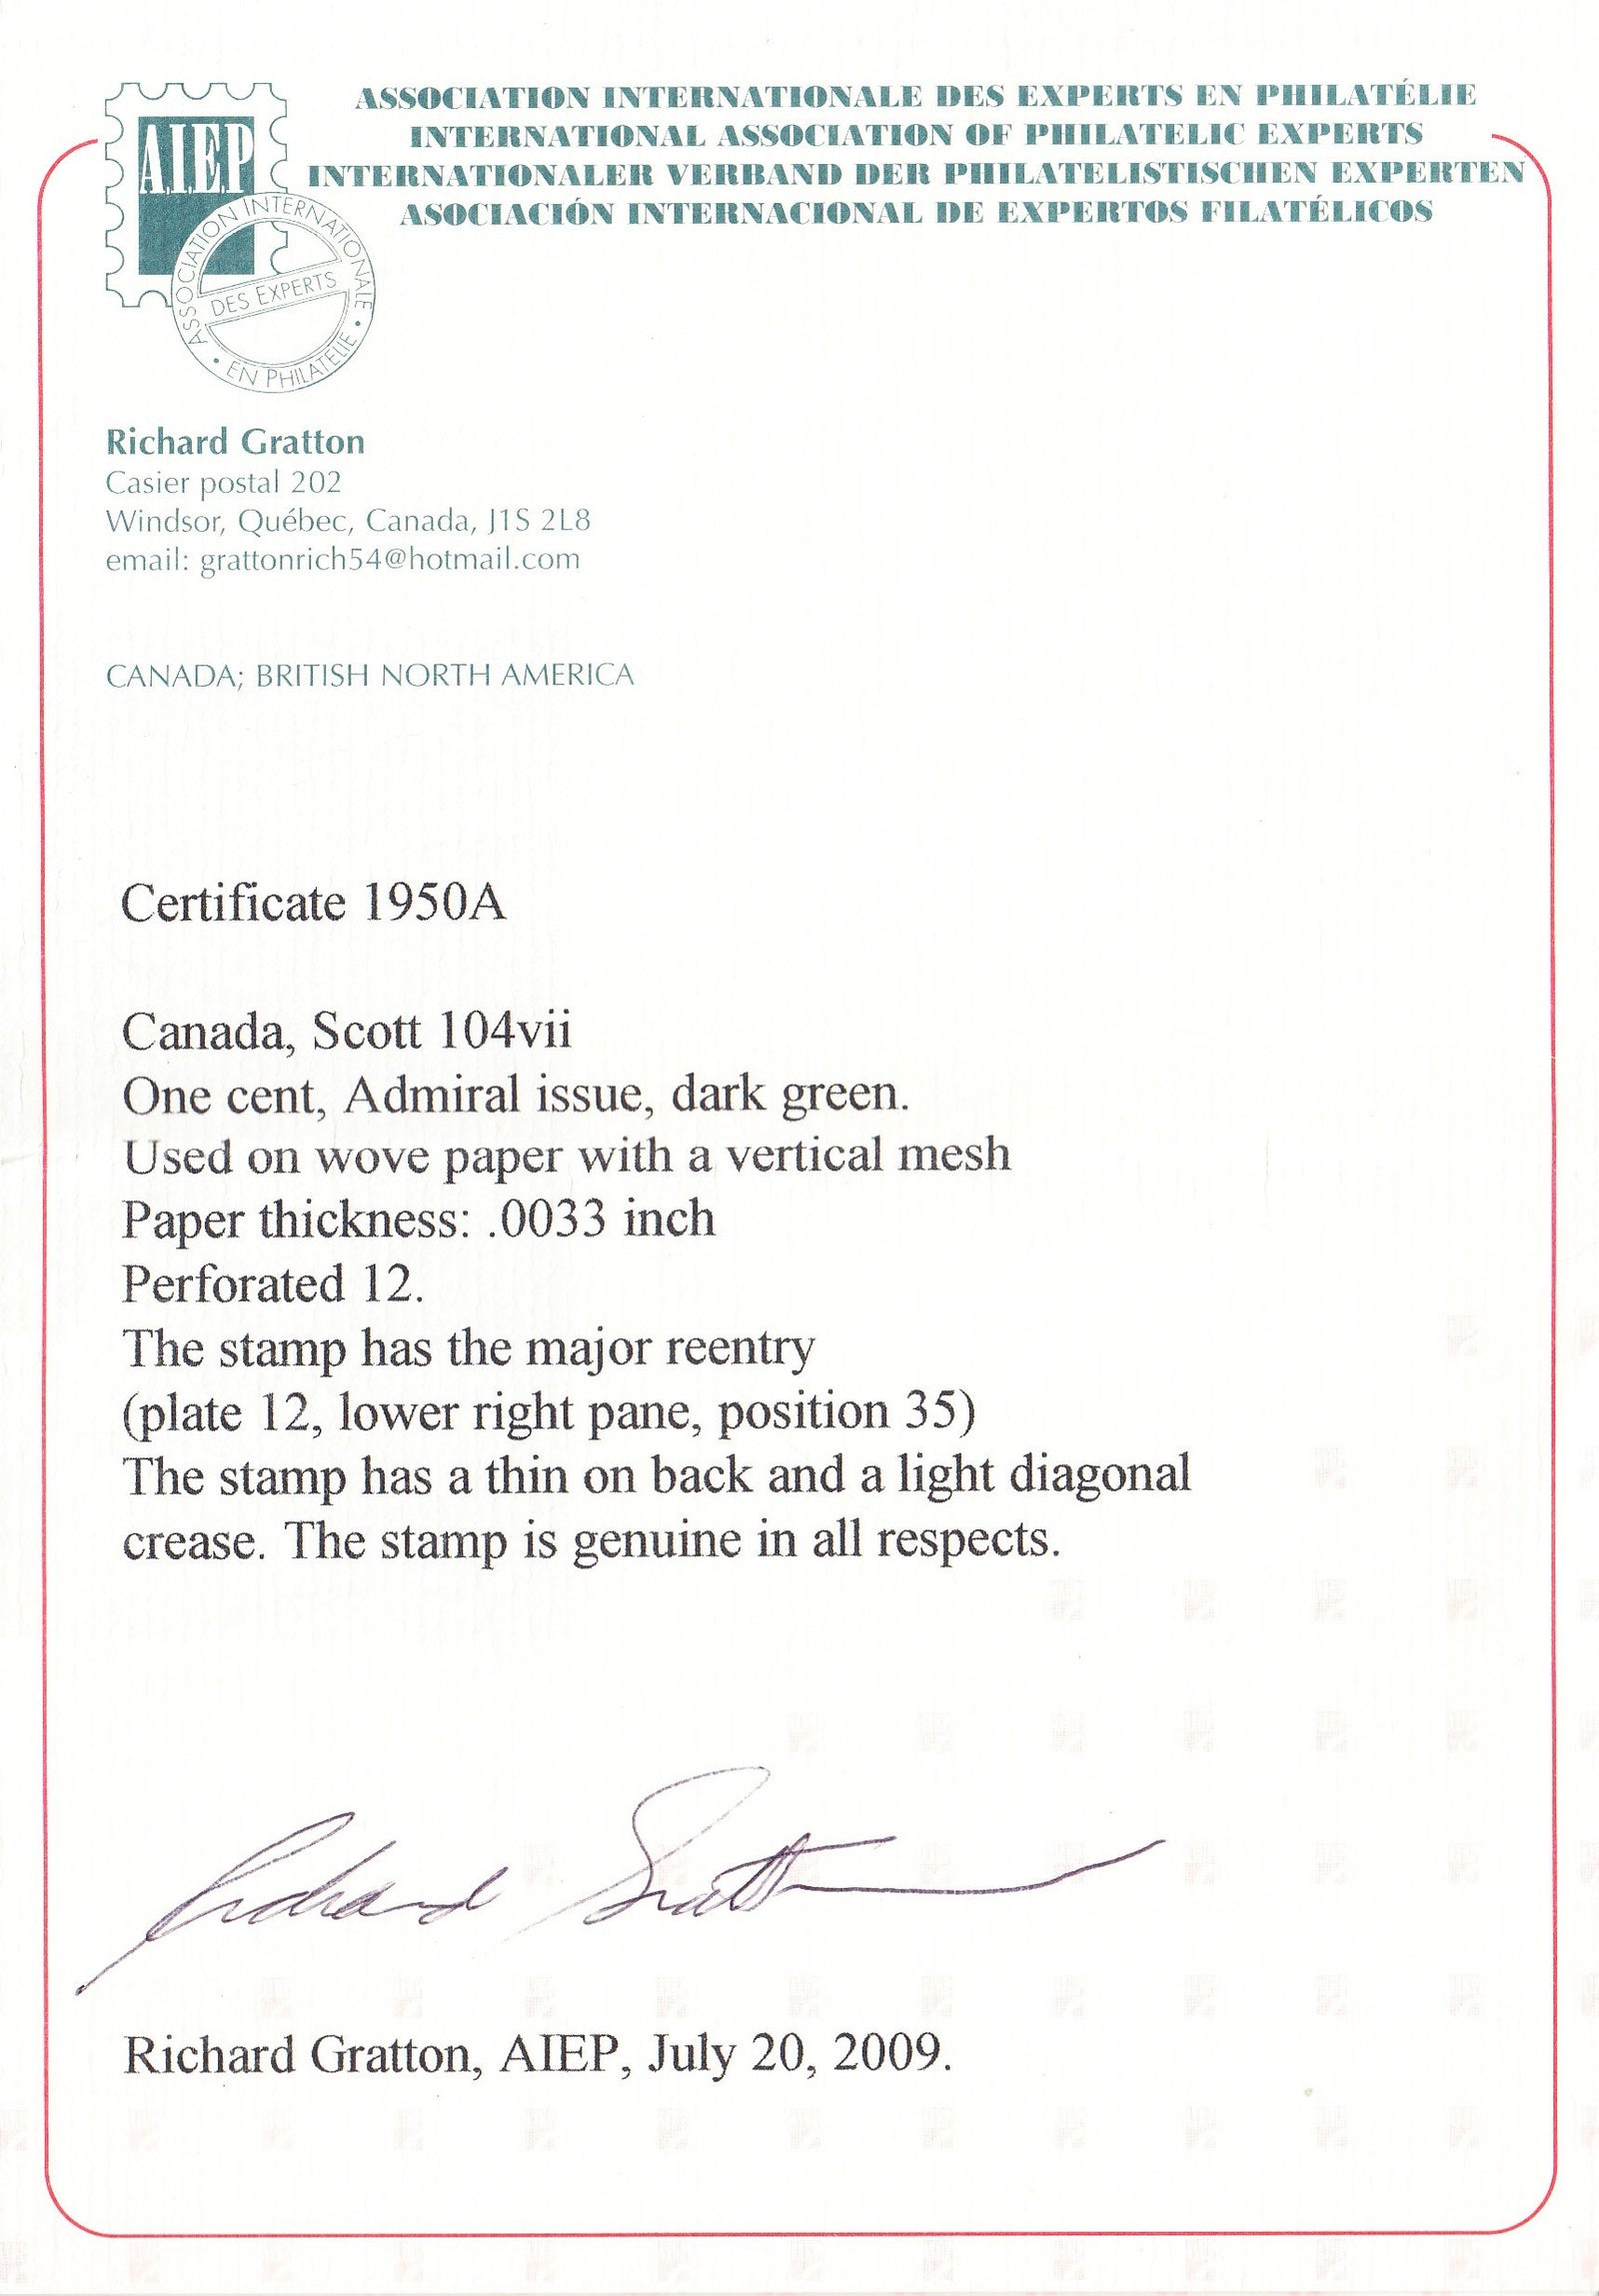 A.I.E.P
ASSOCIATION INTERNATIONALE
DES EXPERTS
• EN PHILATELIE •
ASSOCIATION INTERNATIONALE DES EXPERTS EN PHILATÉLIE
INTERNATIONAL ASSOCIATION OF PHILATELIC EXPERTS
INTERNATIONALER VERBAND DER PHILATELISTISCHEN EXPERTEN
ASOCIACIÓN INTERNACIONAL DE EXPERTOS FILATÉLICOS
Richard Gratton
Casier postal 202
Windsor, Québec, Canada, J1S 2L8
email: grattonrich54@hotmail.com
CANADA; BRITISH NORTH AMERICA
Certificate 1950A
Canada, Scott 104vii
One cent, Admiral issue, dark green.
Used on wove paper with a vertical mesh
Paper thickness: .0033 inch
Perforated 12.
The stamp has the major reentry
(plate 12, lower right pane, position 35)
The stamp has a thin on back and a light diagonal
crease. The stamp is genuine in all respects.
Richard Gratton
Richard Gratton, AIEP, July 20, 2009.